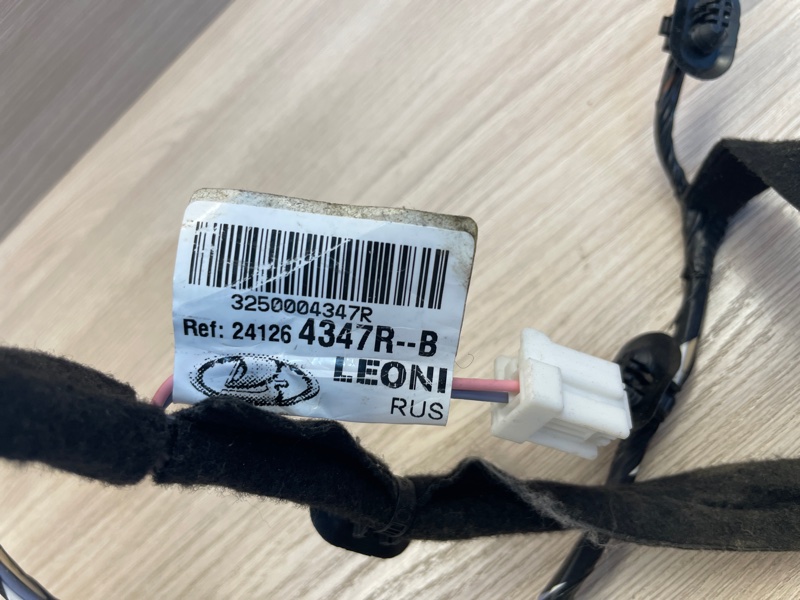 3250004347R
Ref: 24126 4347R--B
LEONI
RUS